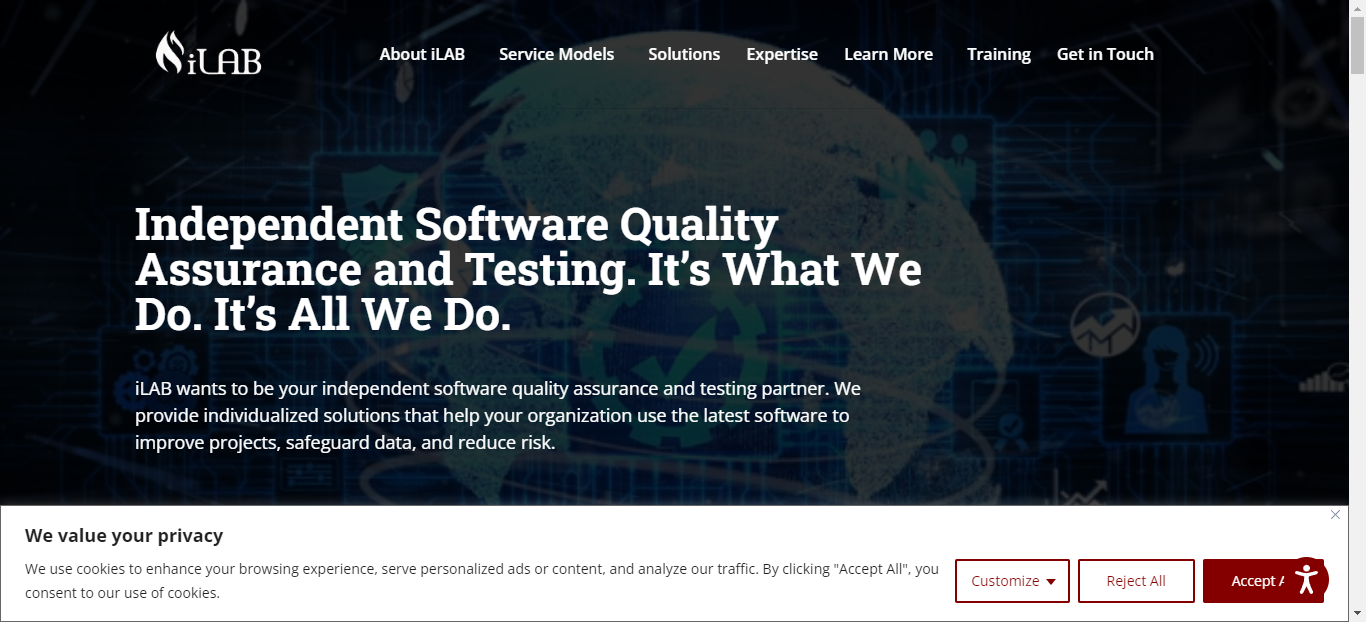 iLAB
About iLAB Service Models Solutions Expertise Learn More Training Get in Touch
Independent Software Quality
Assurance and Testing. It’s What We
Do. It’s All We Do.
iLAB wants to be your independent software quality assurance and testing partner. We
provide individualized solutions that help your organization use the latest software to
improve projects, safeguard data, and reduce risk.
We value your privacy
We use cookies to enhance your browsing experience, serve personalized ads or content, and analyze our traffic. By clicking "Accept All", you
consent to our use of cookies.
Customize Reject All Accept